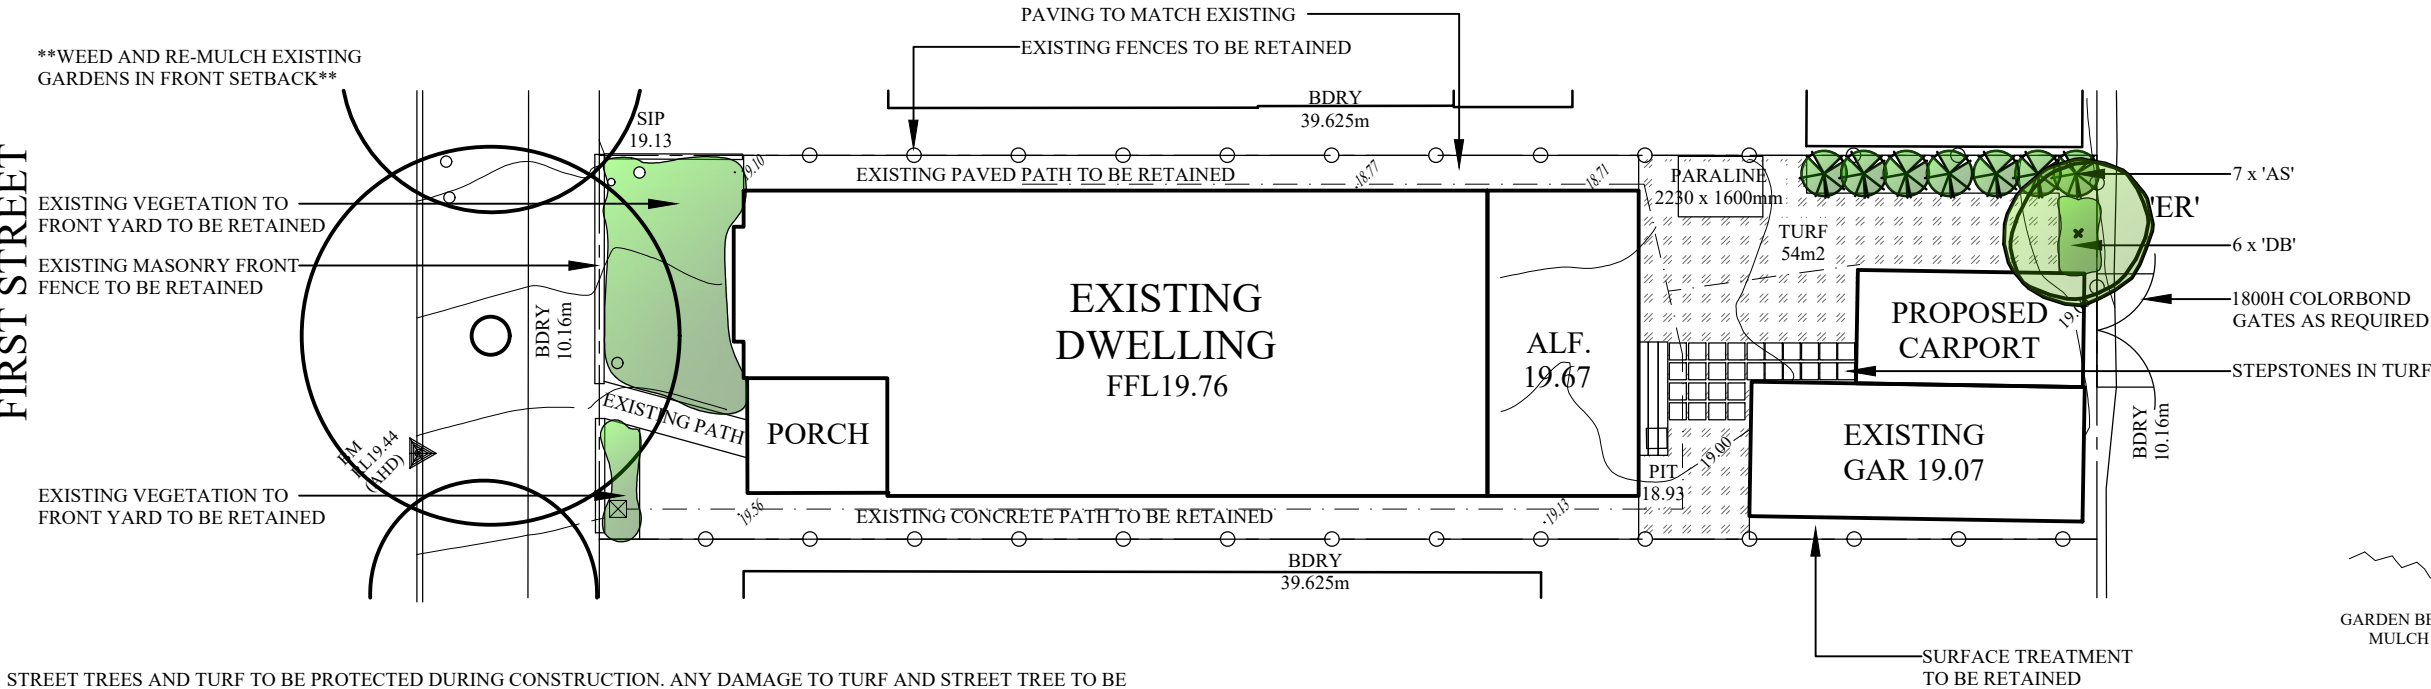 PAVING TO MATCH EXISTING
EXISTING FENCES TO BE RETAINED
**WEED AND RE-MULCH EXISTING
GARDENS IN FRONT SETBACK**
BDRY
39.625m
SIP
19.13
FIRST STREET
19.10
EXISTING PAVED PATH TO BE RETAINED
18.77
18.71
PARALINE
2230 x 1600mm
7 x 'AS'
EXISTING VEGETATION TO
FRONT YARD TO BE RETAINED
'ER'
TURF
54m2
6 x 'DB'
EXISTING MASONRY FRONT
FENCE TO BE RETAINED
BDRY
10.16m
EXISTING
DWELLING
FFL19.76
ALF.
19.67
PROPOSED
CARPORT
1800H COLORBOND
GATES AS REQUIRED
STEPSTONES IN TURF
EXISTING PATH
PORCH
BM
RL19.44
(AHD)
EXISTING
GAR 19.07
BDRY
10.16m
19.00
PIT
18.93
EXISTING VEGETATION TO
FRONT YARD TO BE RETAINED
19.56
EXISTING CONCRETE PATH TO BE RETAINED
19.13
BDRY
39.625m
GARDEN
MULCH
SURFACE TREATMENT
TO BE RETAINED
STREET TREES AND TURF TO BE PROTECTED DURING CONSTRUCTION. ANY DAMAGE TO TURF AND STREET TREE TO BE